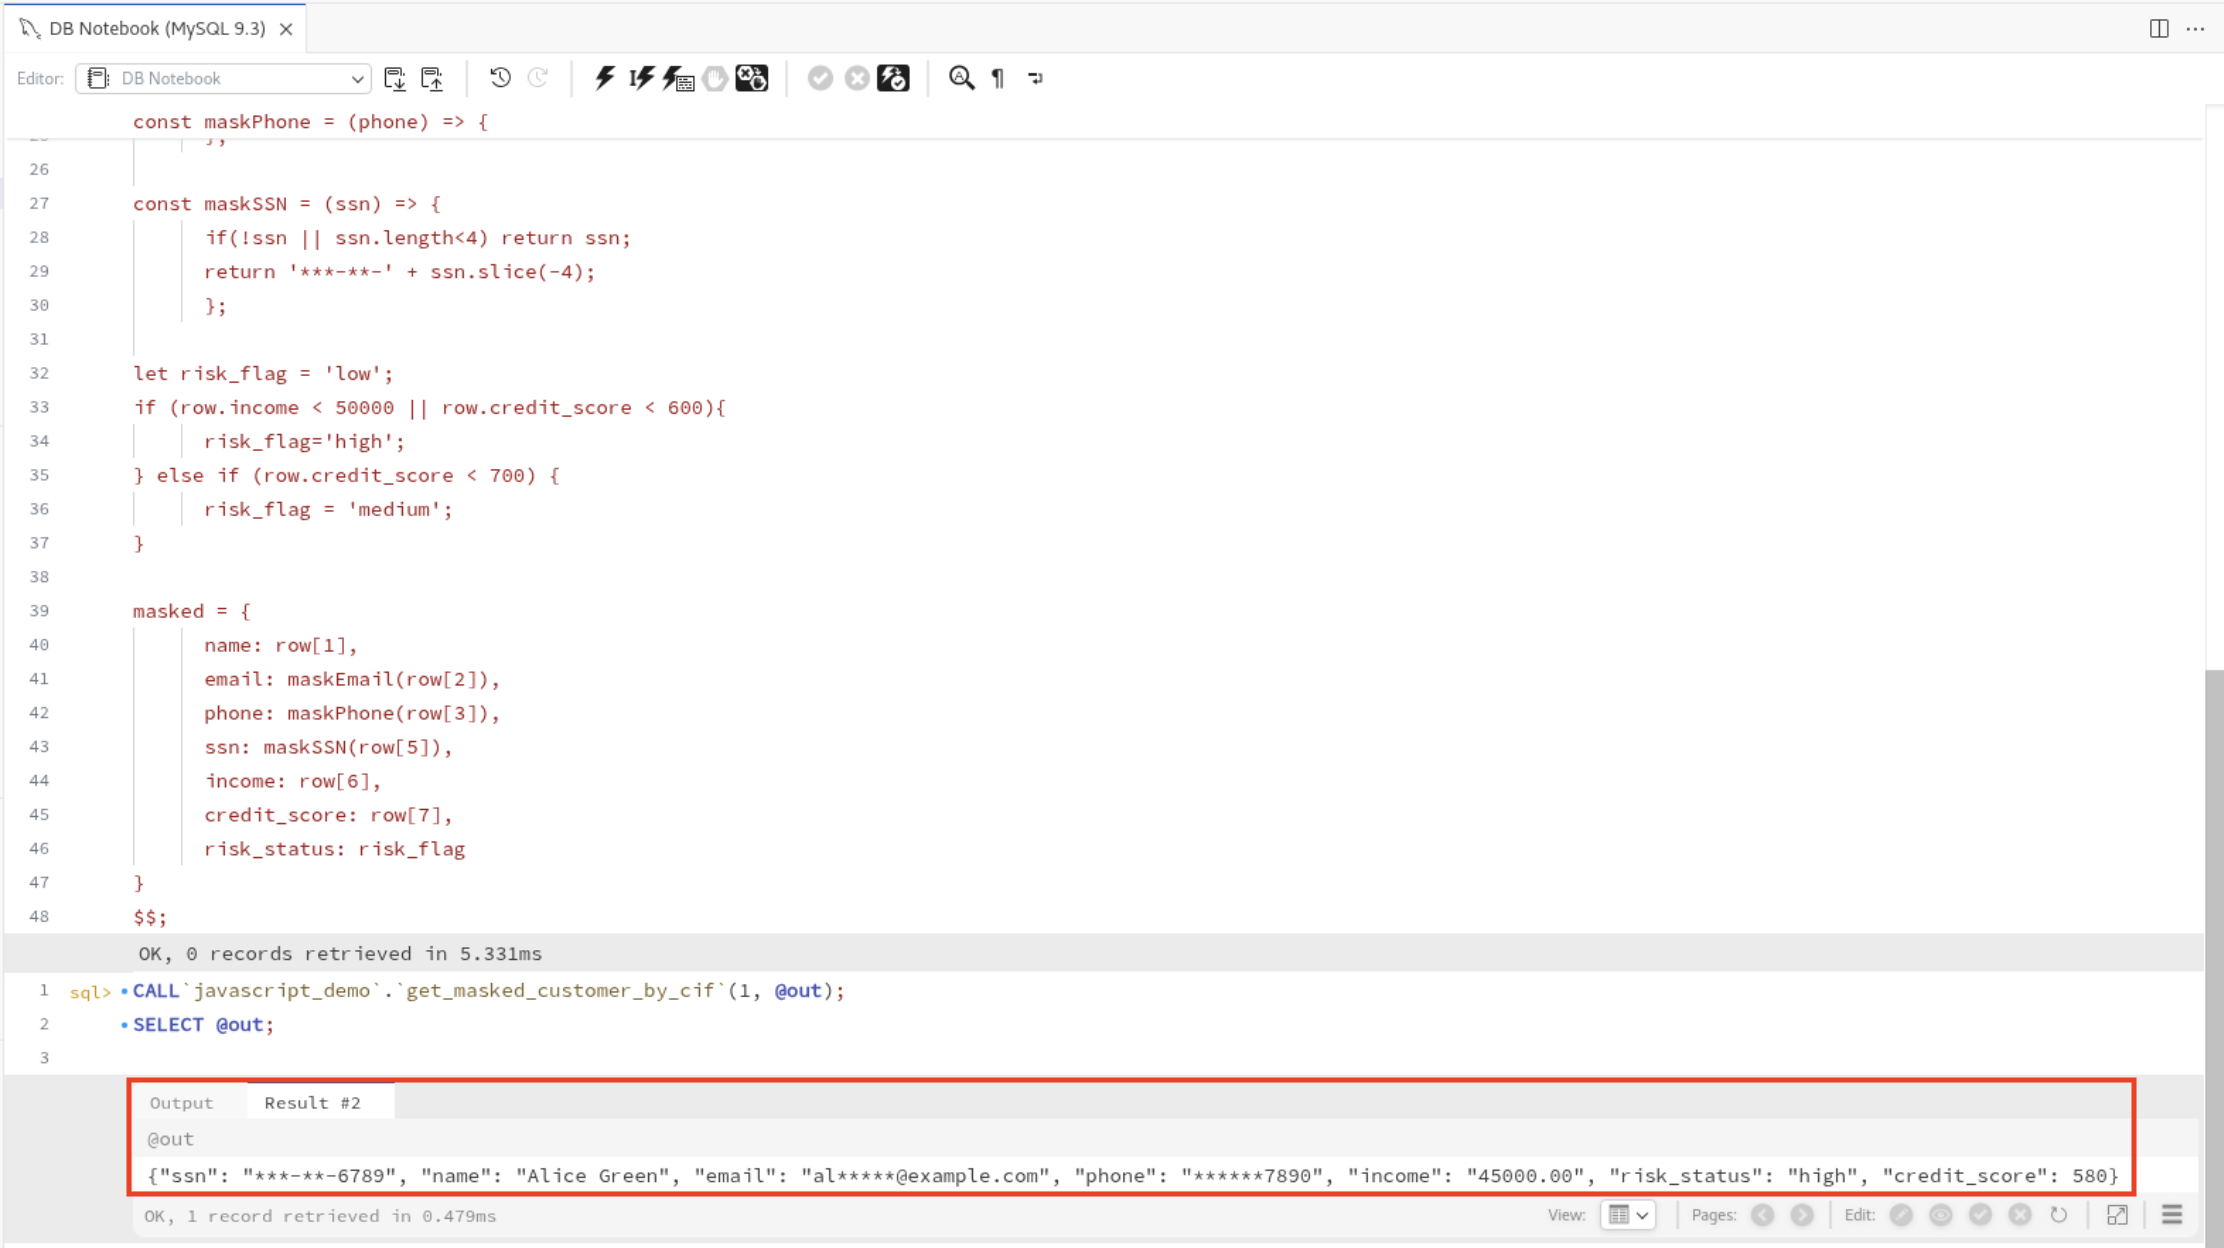 DB Notebook (MySQL 9.3)
Editor: DB Notebook
const maskPhone = (phone) => {
25 };
26
27 const maskSSN = (ssn) => {
28 if(!ssn || ssn.length<4) return ssn;
29 return '***-**-' + ssn.slice(-4);
30 };
31
32 let risk_flag = 'low';
33 if (row.income < 50000 || row.credit_score < 600){
34 risk_flag='high';
35 } else if (row.credit_score < 700) {
36 risk_flag = 'medium';
37 }
38
39 masked = {
40 name: row[1],
41 email: maskEmail(row[2]),
42 phone: maskPhone(row[3]),
43 ssn: maskSSN(row[5]),
44 income: row[6],
45 credit_score: row[7],
46 risk_status: risk_flag
47 }
48 $$;
OK, 0 records retrieved in 5.331ms
1 sql> CALL`javascript_demo`.`get_masked_customer_by_cif`(1, @out);
2 SELECT @out;
3
Output Result #2
@out
{"ssn": "***-**-6789", "name": "Alice Green", "email": "al*****@example.com", "phone": "******7890", "income": "45000.00", "risk_status": "high", "credit_score": 580}
OK, 1 record retrieved in 0.479ms View: Pages: Edit: